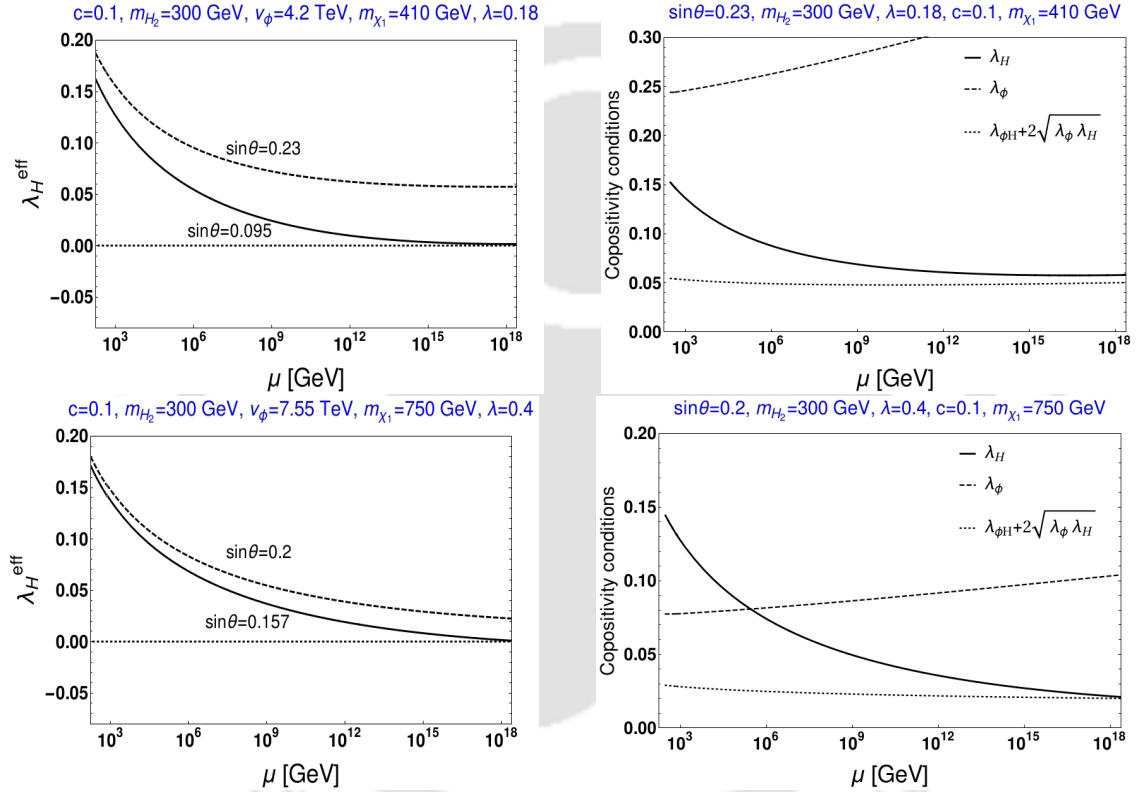 c=0.1, m_{H_2}=300 GeV, v_ϕ=4.2 TeV, m_{χ_1}=410 GeV, λ=0.18
0.20
0.15
0.10
0.05
0.00
−0.05
λ_H^{eff}
sinθ=0.23
sinθ=0.095
10^3 10^6 10^9 10^12 10^15 10^18
μ [GeV]
sinθ=0.23, m_{H_2}=300 GeV, λ=0.18, c=0.1, m_{χ_1}=410 GeV
0.30
0.25
0.20
0.15
0.10
0.05
0.00
Copositivity conditions
λ_H
λ_ϕ
λ_{ϕH}+2√(λ_ϕ λ_H)
10^3 10^6 10^9 10^12 10^15 10^18
μ [GeV]
c=0.1, m_{H_2}=300 GeV, v_ϕ=7.55 TeV, m_{χ_1}=750 GeV, λ=0.4
0.20
0.15
0.10
0.05
0.00
−0.05
λ_H^{eff}
sinθ=0.2
sinθ=0.157
10^3 10^6 10^9 10^12 10^15 10^18
μ [GeV]
sinθ=0.2, m_{H_2}=300 GeV, λ=0.4, c=0.1, m_{χ_1}=750 GeV
0.20
0.15
0.10
0.05
0.00
Copositivity conditions
λ_H
λ_ϕ
λ_{ϕH}+2√(λ_ϕ λ_H)
10^3 10^6 10^9 10^12 10^15 10^18
μ [GeV]